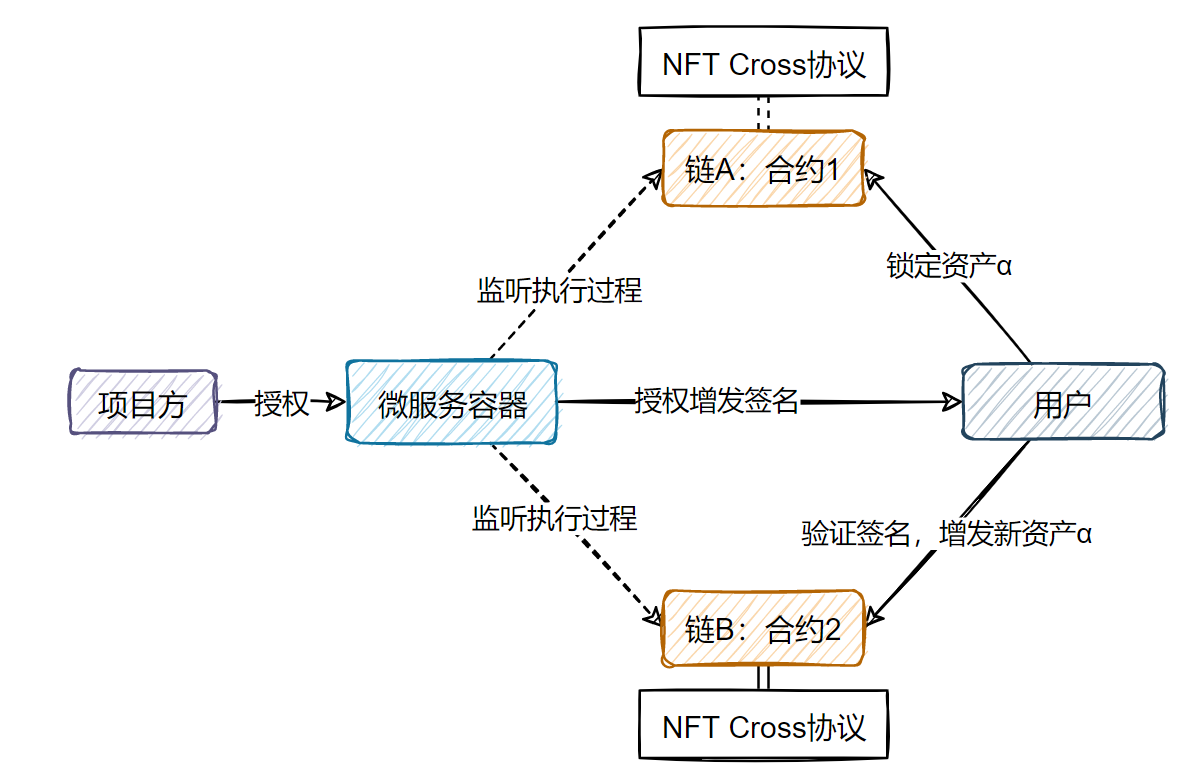 NFT Cross协议
链A：合约1
锁定资产α
监听执行过程
项目方
授权
微服务容器
授权增发签名
用户
监听执行过程
验证签名，增发新资产α
链B：合约2
NFT Cross协议